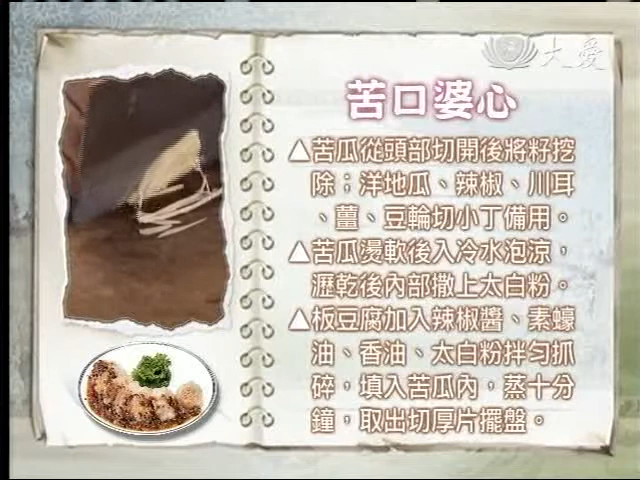 大愛
苦口婆心
▲苦瓜從頭部切開後將籽挖
除；洋地瓜、辣椒、川耳
、薑、豆輪切小丁備用。
▲苦瓜燙軟後入冷水泡涼，
瀝乾後內部撒上太白粉。
▲板豆腐加入辣椒醬、素蠔
油、香油、太白粉拌勻抓
碎，填入苦瓜內，蒸十分
鐘，取出切厚片擺盤。